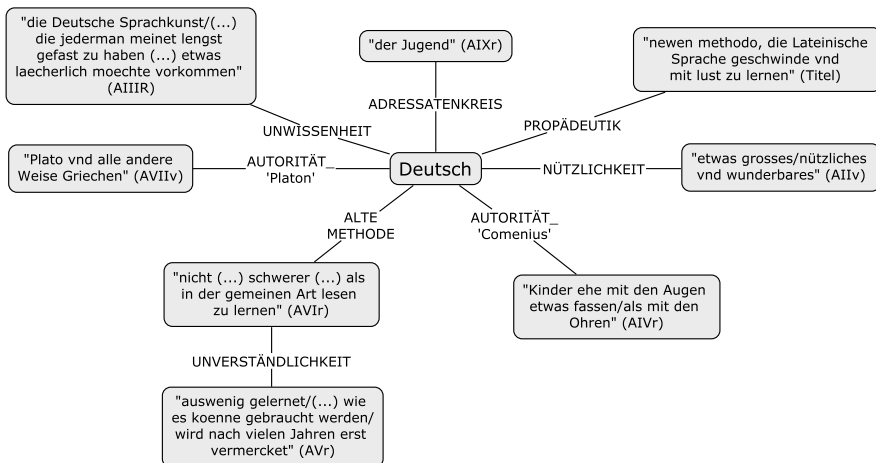 "die Deutsche Sprachkunst/(...)
die jederman meinet lengst
gefast zu haben (...) etwas
laecherlich moechte vorkommen"
(AIIIR)
"der Jugend" (AIXr)
"newen methodo, die Lateinische
Sprache geschwinde vnd
mit lust zu lernen" (Titel)
ADRESSATENKREIS
UNWISSENHEIT
PROPÄDEUTIK
"Plato vnd alle andere
Weise Griechen" (AVIIv)
AUTORITÄT_
'Platon'
Deutsch
NÜTZLICHKEIT
"etwas grosses/nützliches
vnd wunderbares" (AIIv)
ALTE
METHODE
AUTORITÄT_
'Comenius'
"nicht (...) schwerer (...) als
in der gemeinen Art lesen
zu lernen" (AVIr)
"Kinder ehe mit den Augen
etwas fassen/als mit den
Ohren" (AIVr)
UNVERSTÄNDLICHKEIT
"auswenig gelernet/(...) wie
es koenne gebraucht werden/
wird nach vielen Jahren erst
vermercket" (AVr)